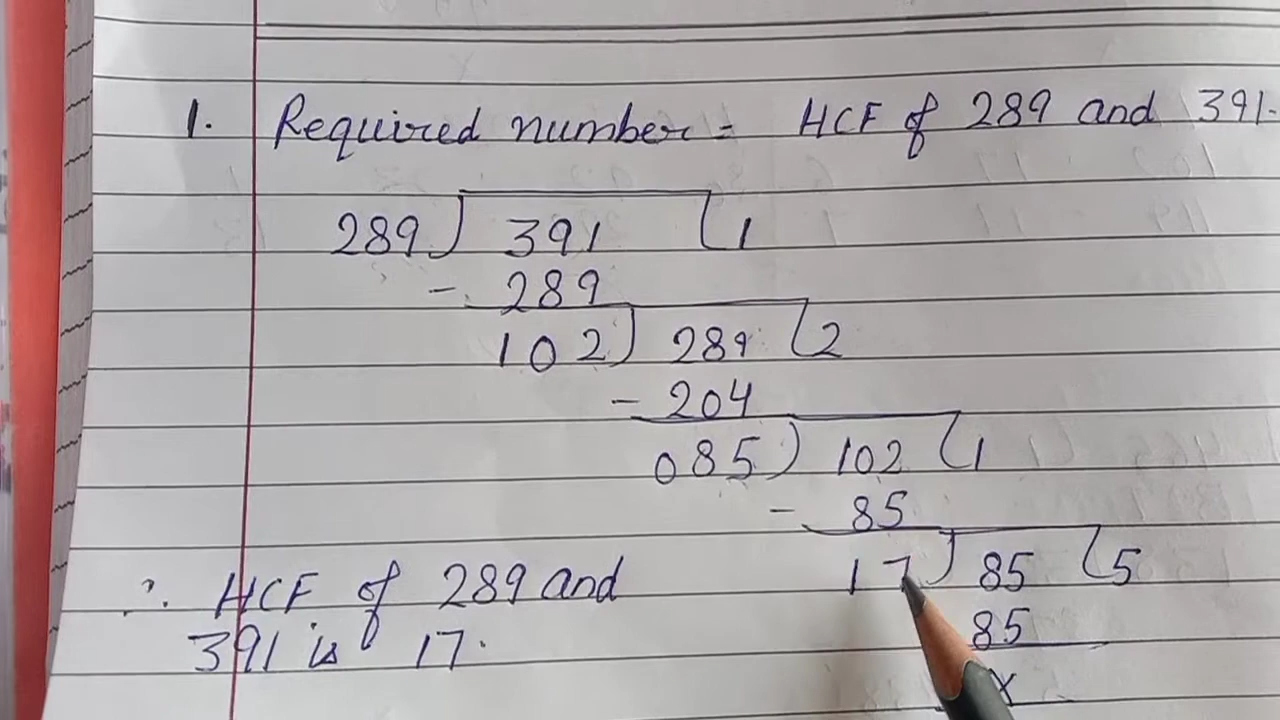 1. Required number = HCF of 289 and 391.
289) 391 (1
- 289
102) 289 (2
- 204
085) 102 (1
- 85
17) 85 (5
85
x
∴ HCF of 289 and
391 is 17.